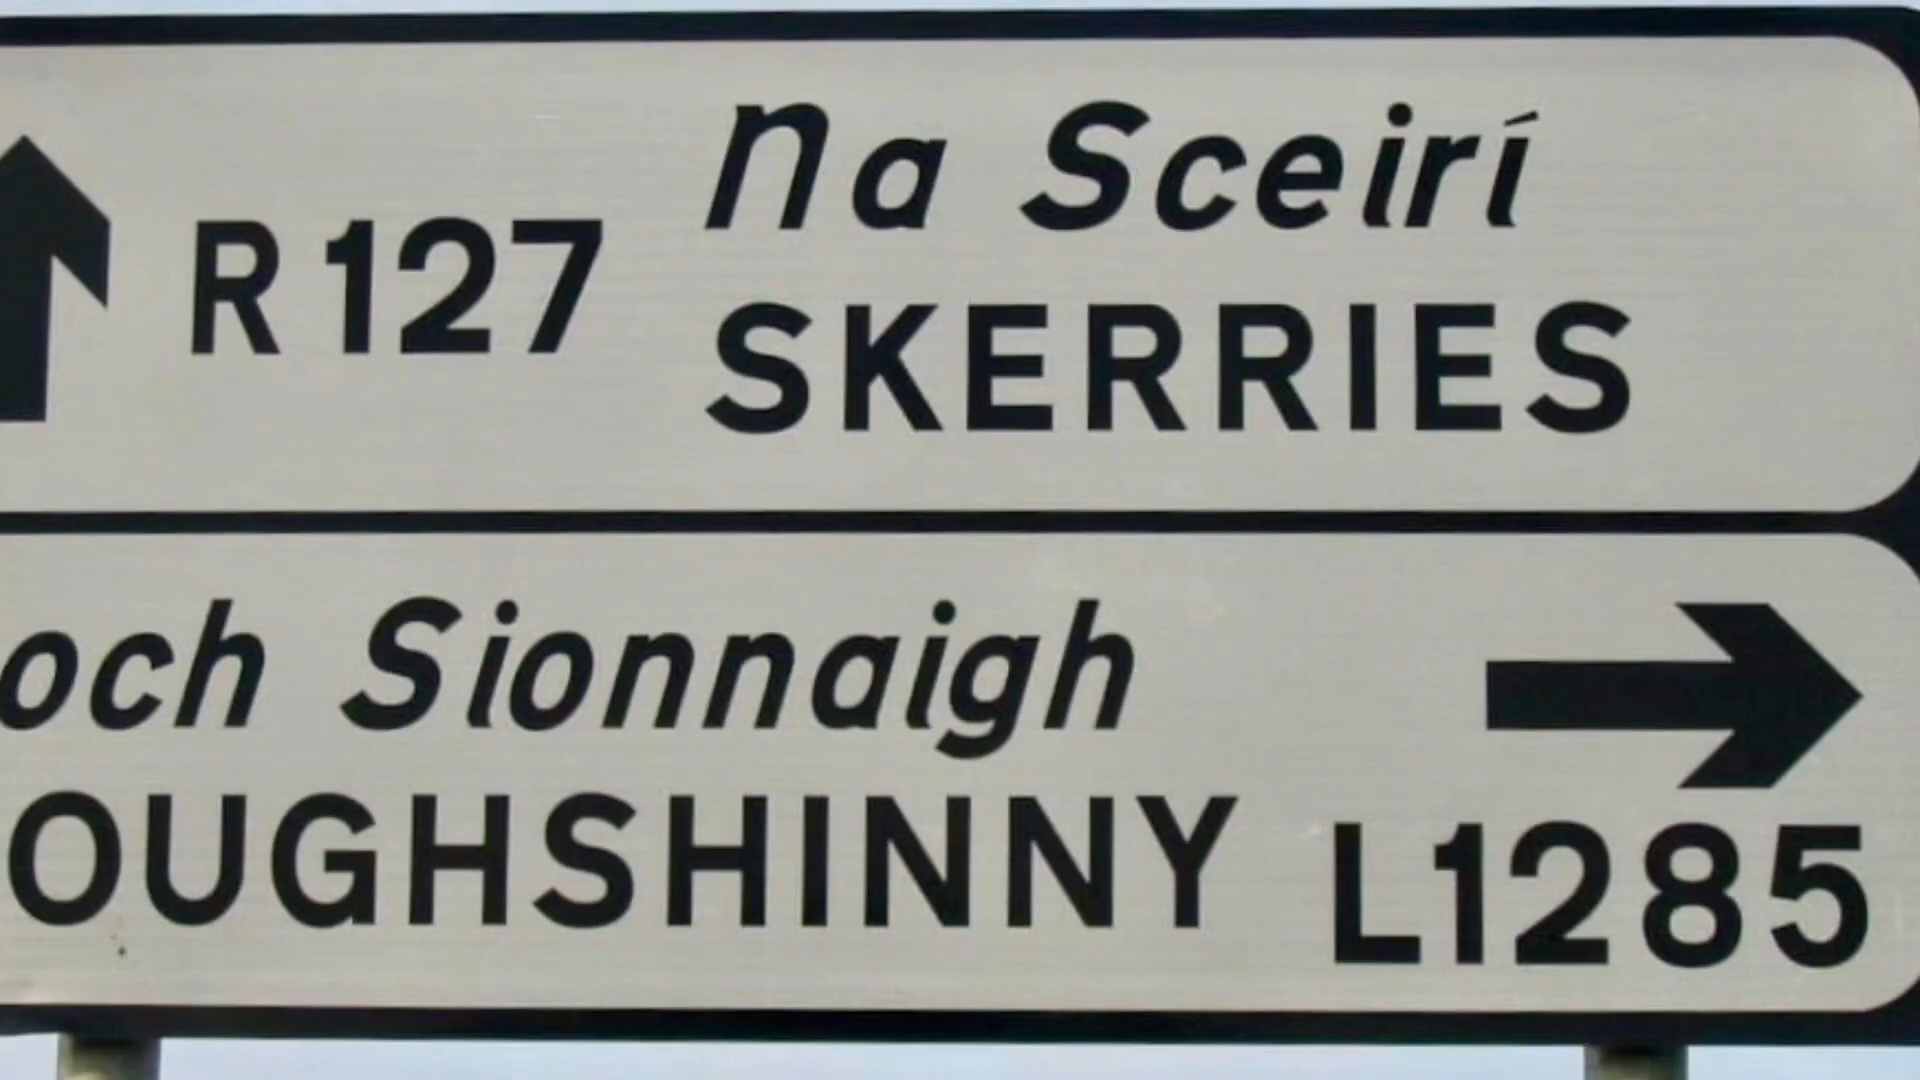 R127
na Sceirí
SKERRIES
och Sionnaigh
OUGHSHINNY
L1285